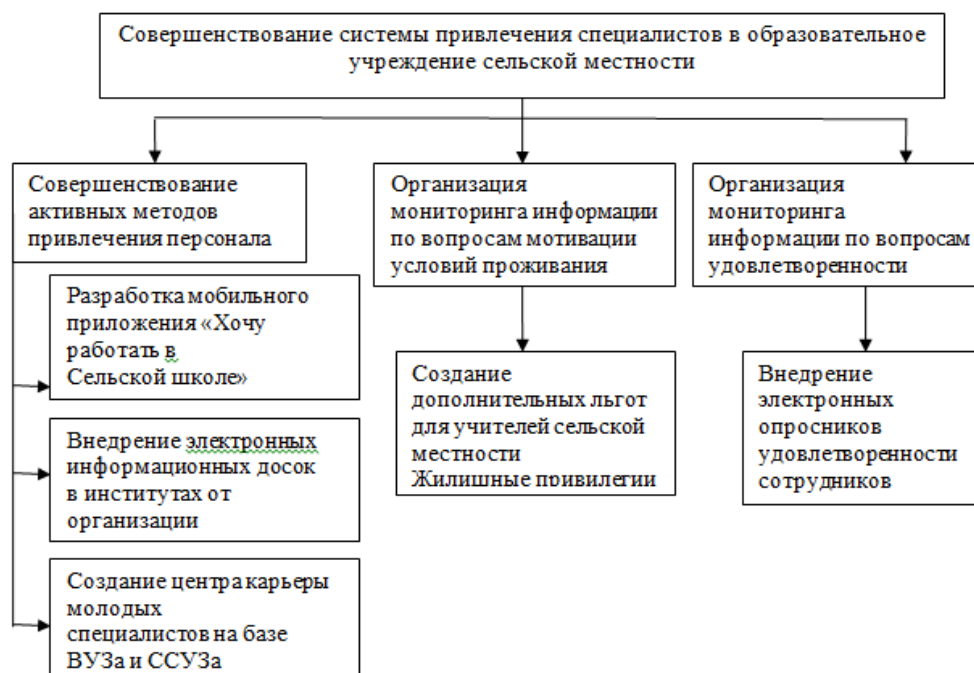 Совершенствование системы привлечения специалистов в образовательное
учреждение сельской местности
Совершенствование
активных методов
привлечения персонала
Разработка мобильного
приложения «Хочу
работать в
Сельской школе»
Внедрение электронных
информационных досок
в институтах от
организации
Создание центра карьеры
молодых
специалистов на базе
ВУЗа и ССУЗа
Организация
мониторинга информации
по вопросам мотивации
условий проживания
Создание
дополнительных льгот
для учителей сельской
местности
Жилищные привилегии
Организация
мониторинга
информации по вопросам
удовлетворенности
Внедрение
электронных
опросников
удовлетворенности
сотрудников